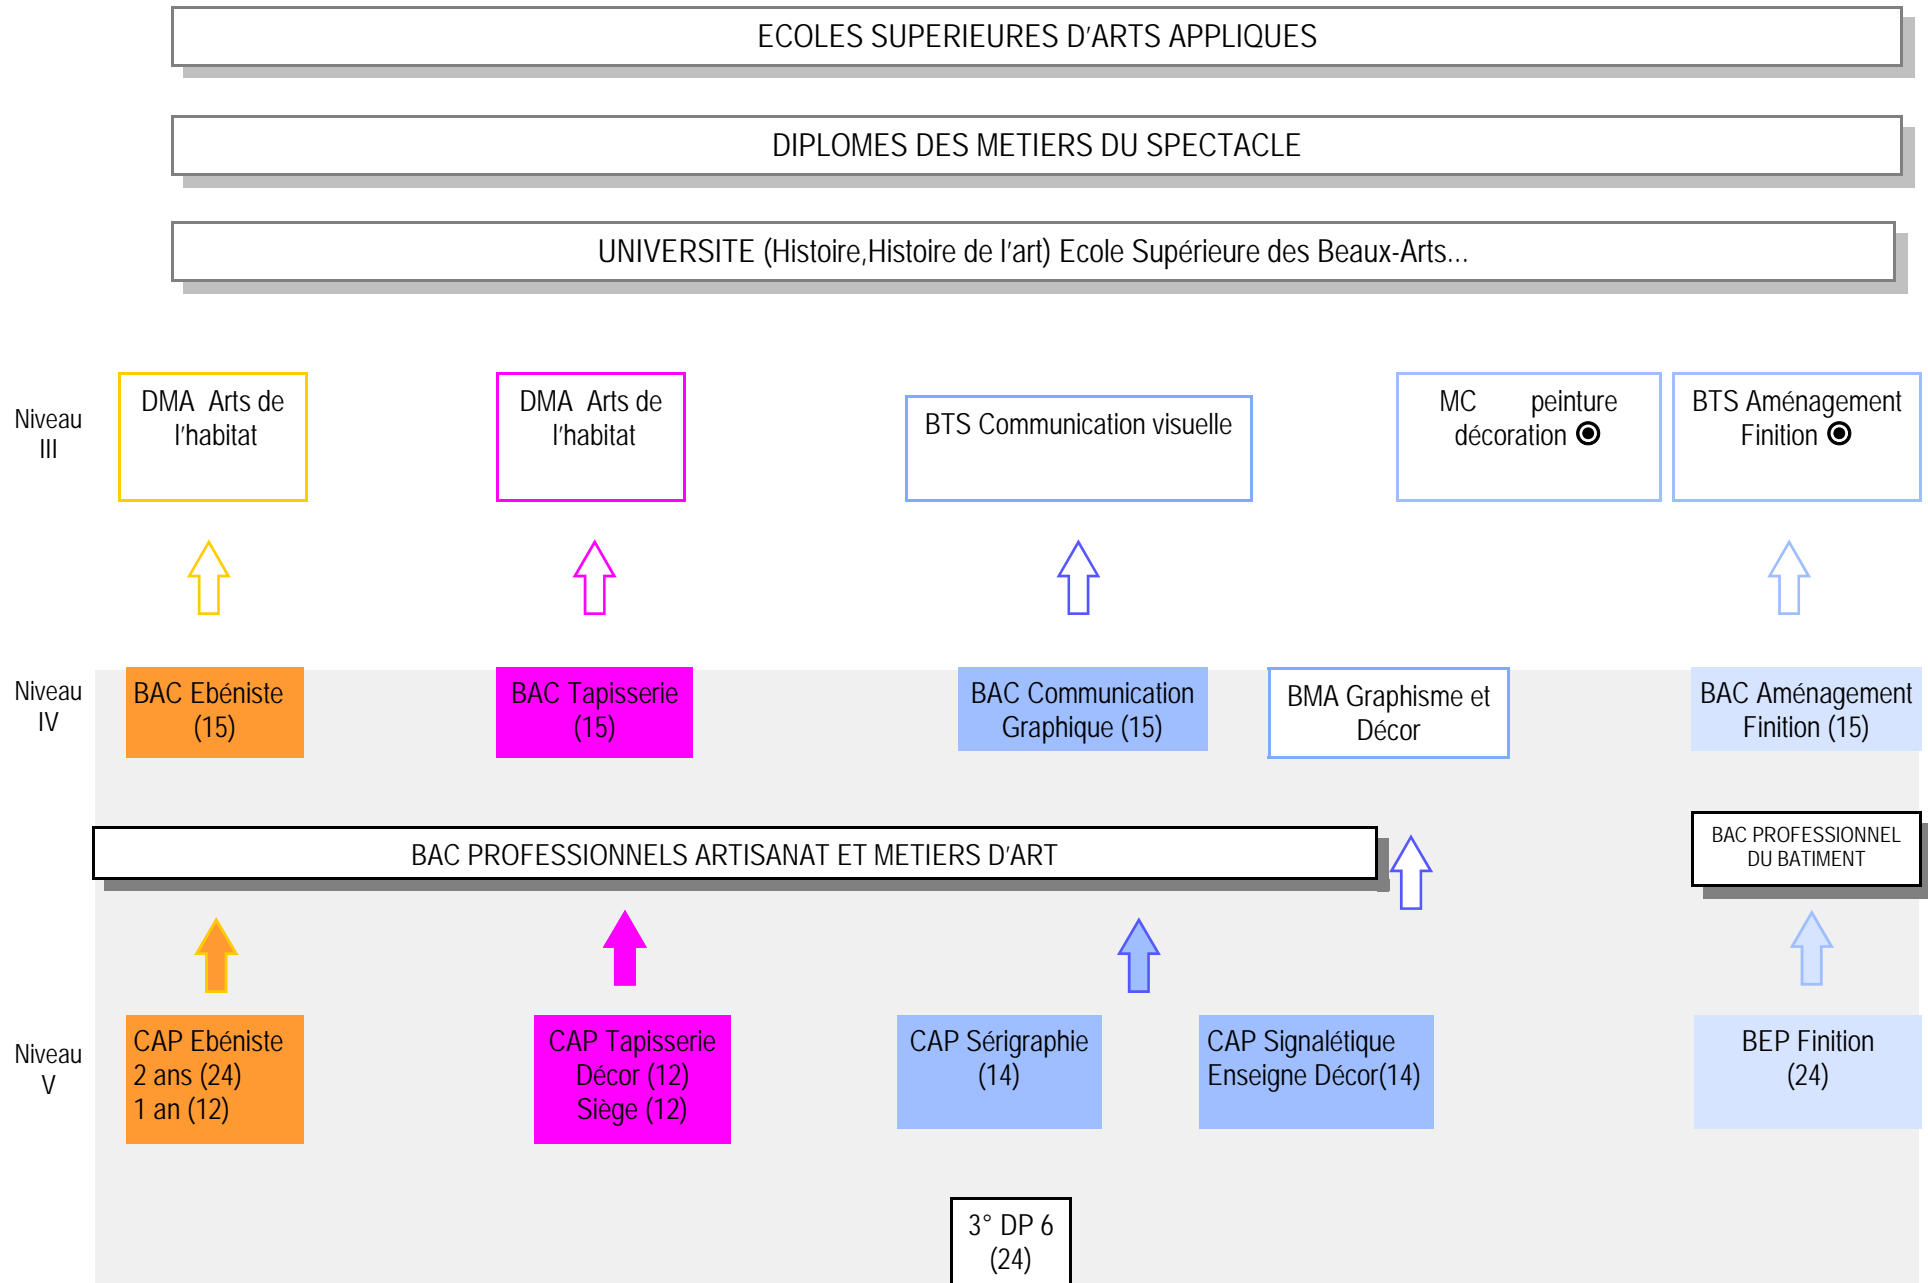 ECOLES SUPERIEURES D'ARTS APPLIQUES
DIPLOMES DES METIERS DU SPECTACLE
UNIVERSITE (Histoire,Histoire de l'art) Ecole Supérieure des Beaux-Arts...
Niveau
III
DMA Arts de
l'habitat
DMA Arts de
l'habitat
BTS Communication visuelle
MC peinture
décoration
BTS Aménagement
Finition
Niveau
IV
BAC Ebéniste
(15)
BAC Tapisserie
(15)
BAC Communication
Graphique (15)
BMA Graphisme et
Décor
BAC Aménagement
Finition (15)
BAC PROFESSIONNELS ARTISANAT ET METIERS D'ART
BAC PROFESSIONNEL
DU BATIMENT
Niveau
V
CAP Ebéniste
2 ans (24)
1 an (12)
CAP Tapisserie
Décor (12)
Siège (12)
CAP Sérigraphie
(14)
CAP Signalétique
Enseigne Décor(14)
BEP Finition
(24)
3° DP 6
(24)